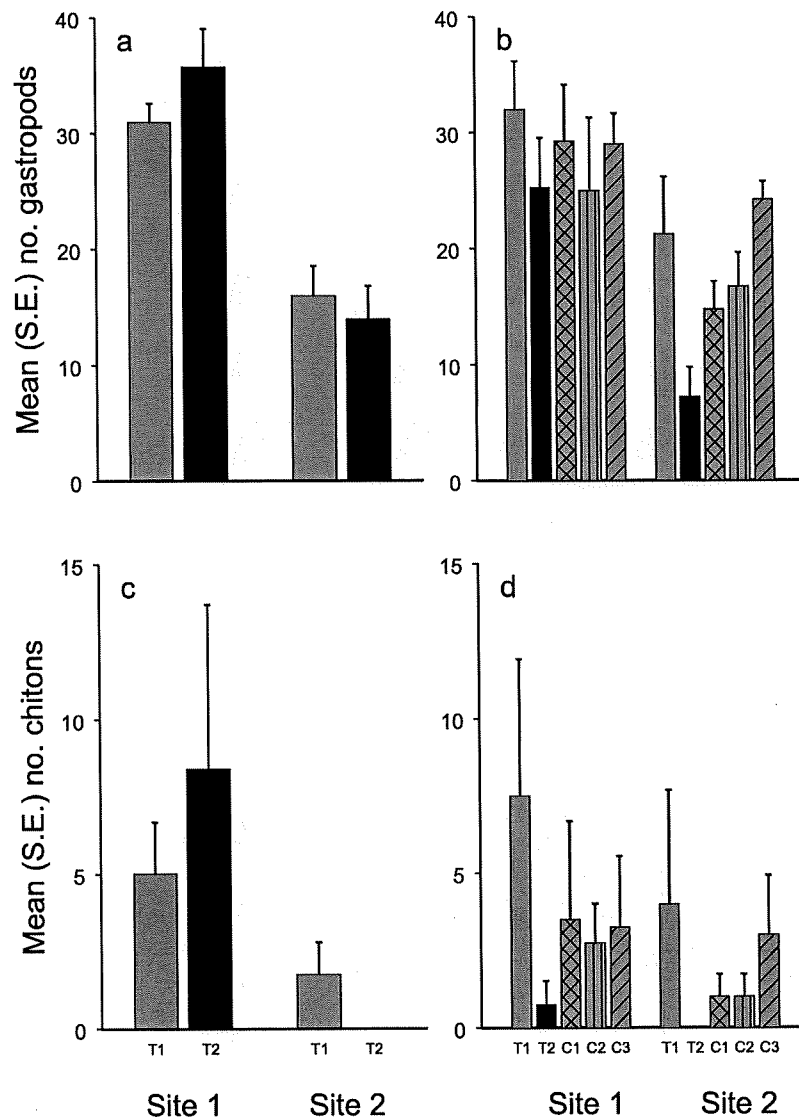 Mean (S.E.) no. gastropods
40
30
20
10
0
a
40
30
20
10
0
b
Mean (S.E.) no. chitons
15
10
5
0
c
T1 T2 T1 T2
Site 1 Site 2
15
10
5
0
d
T1 T2 C1 C2 C3 T1 T2 C1 C2 C3
Site 1 Site 2